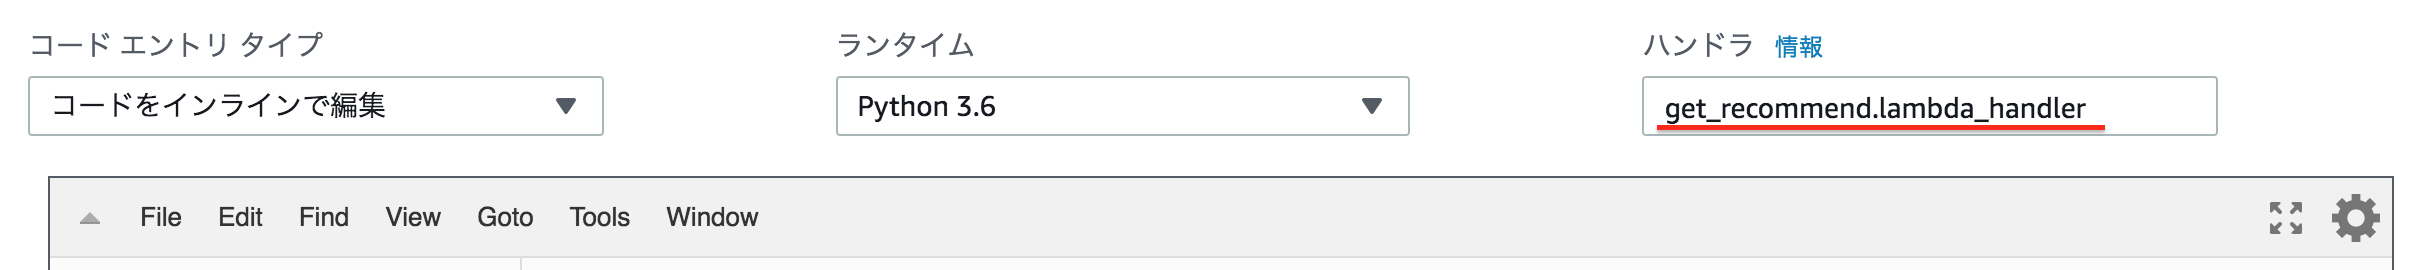 コード エントリ タイプ
ランタイム
ハンドラ 情報
コードをインラインで編集
Python 3.6
get_recommend.lambda_handler
File Edit Find View Goto Tools Window